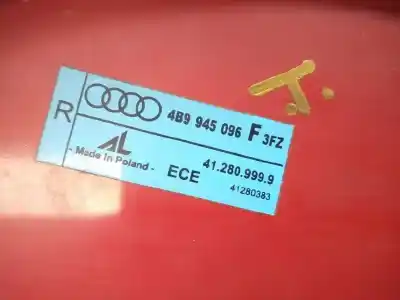 R
4B9 945 096 F 3FZ
AL
- Made In Poland -
ECE
41.280.999.9
41280383
T.